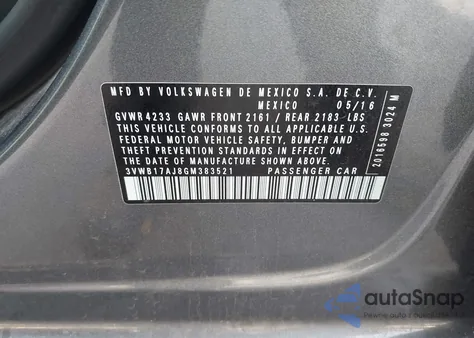 MFD BY VOLKSWAGEN DE MEXICO S.A. DE C.V.
MEXICO 05/16
GVWR 4233 GAWR FRONT 2161 / REAR 2183 LBS
THIS VEHICLE CONFORMS TO ALL APPLICABLE U.S.
FEDERAL MOTOR VEHICLE SAFETY, BUMPER AND
THEFT PREVENTION STANDARDS IN EFFECT ON
THE DATE OF MANUFACTURE SHOWN ABOVE.
3VWB17AJ8GM383521 PASSENGER CAR
2016598 3024 M
autoSnap